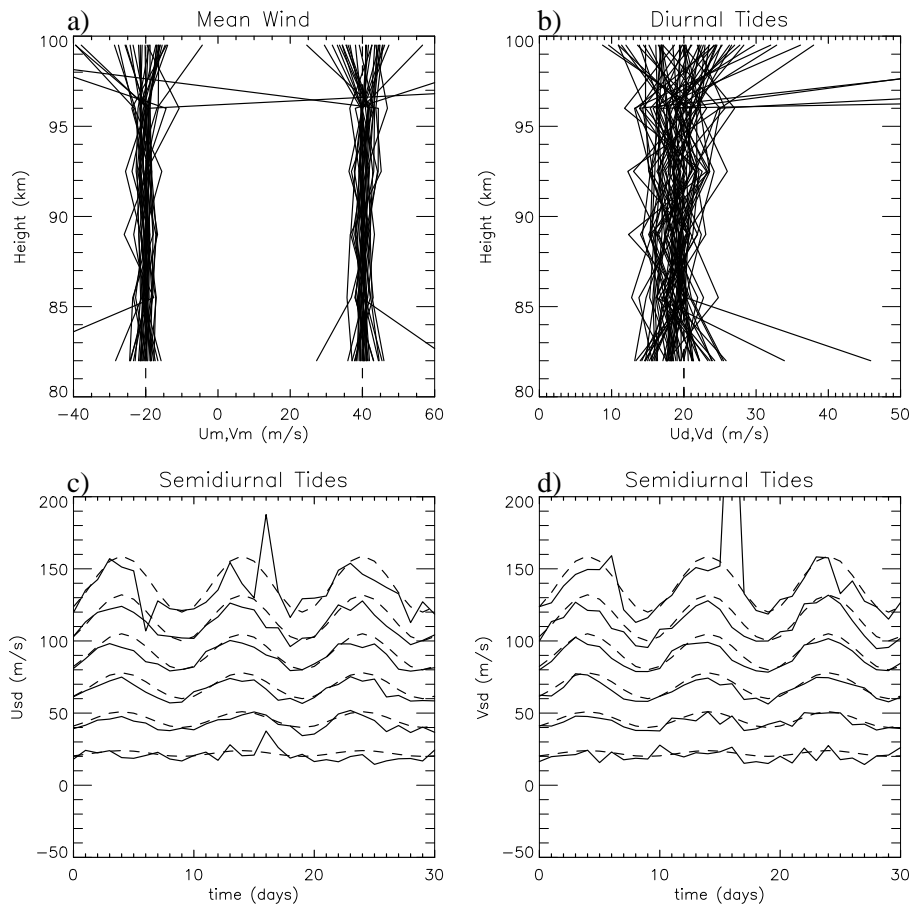 a) Mean Wind
b) Diurnal Tides
100
95
90
85
80
Height (km)
−40 −20 0 20 40 60
Um,Vm (m/s)
100
95
90
85
80
Height (km)
0 10 20 30 40 50
Ud,Vd (m/s)
c) Semidiurnal Tides
d) Semidiurnal Tides
200
150
100
50
0
−50
Usd (m/s)
0 10 20 30
time (days)
200
150
100
50
0
−50
Vsd (m/s)
0 10 20 30
time (days)